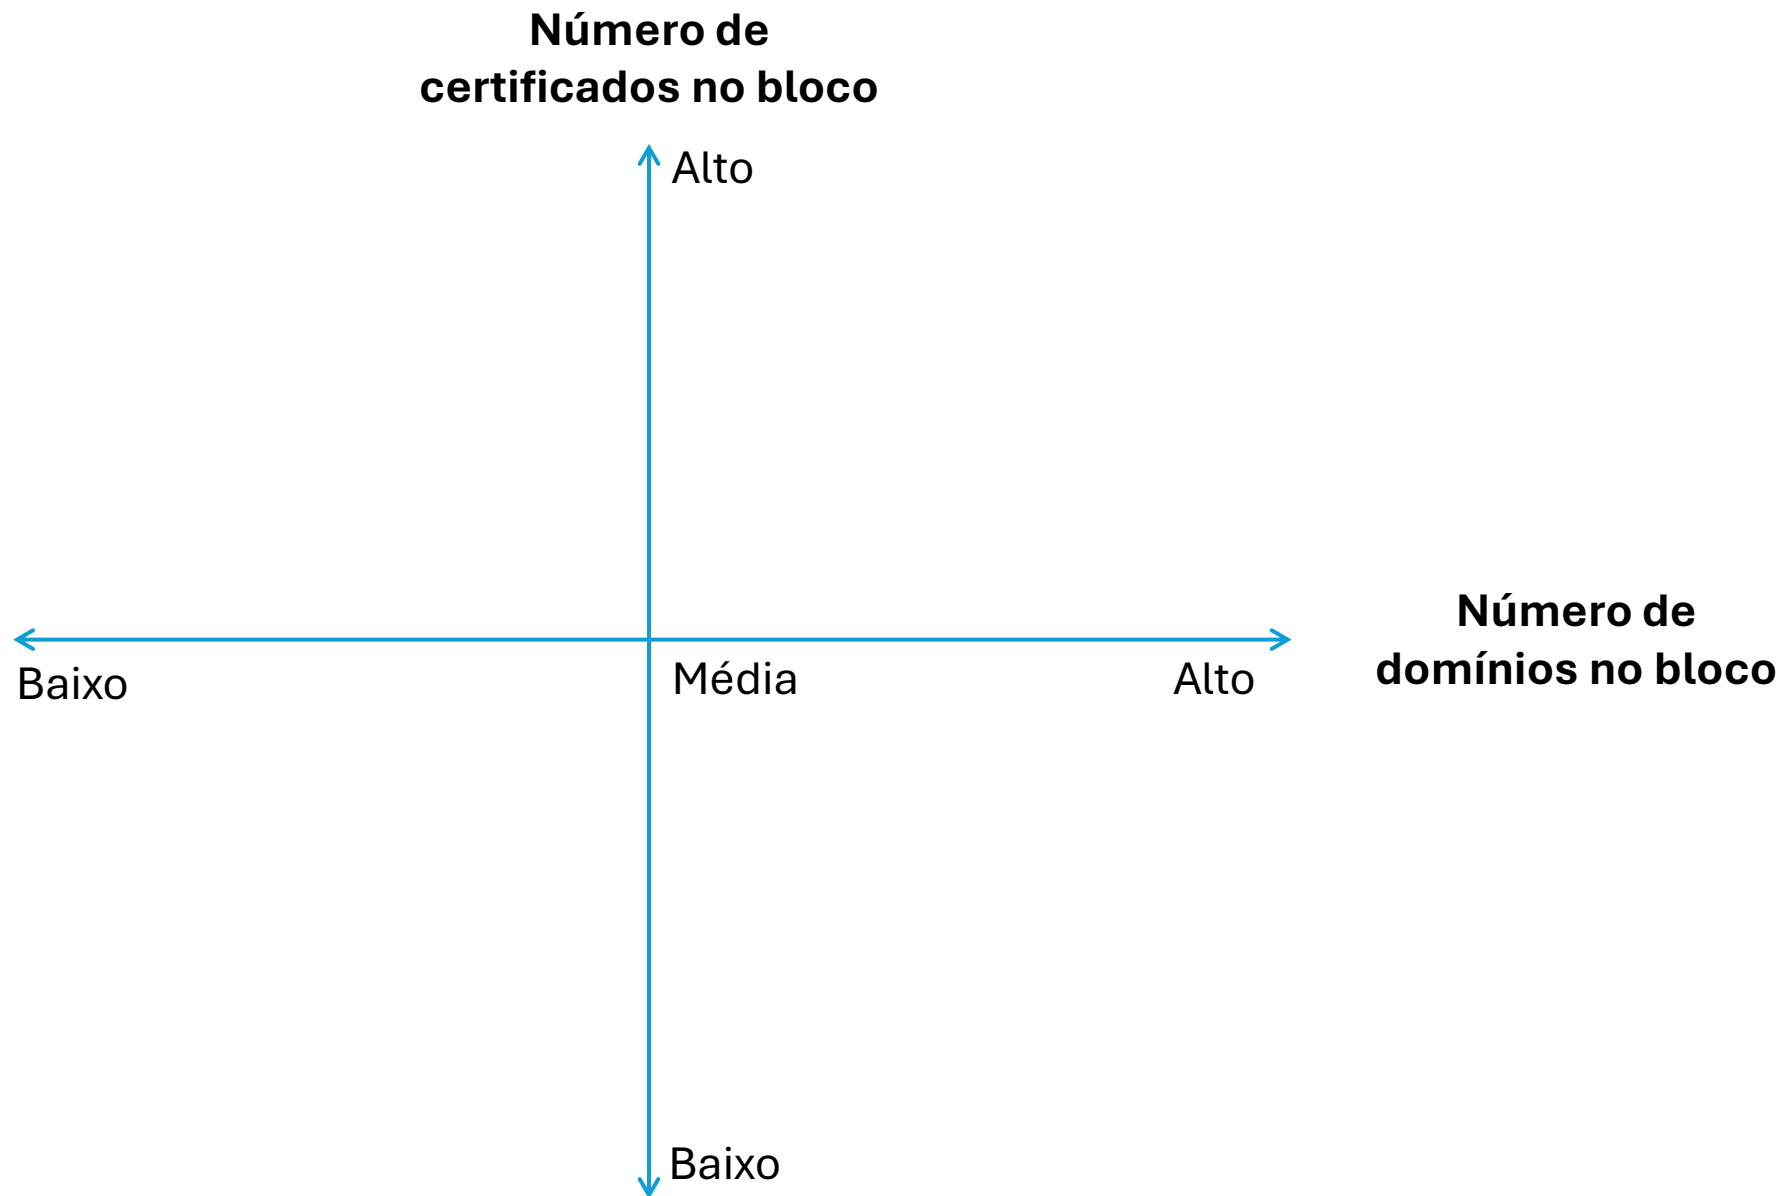 Número de
certificados no bloco
Alto
Número de
domínios no bloco
Baixo
Média
Alto
Baixo